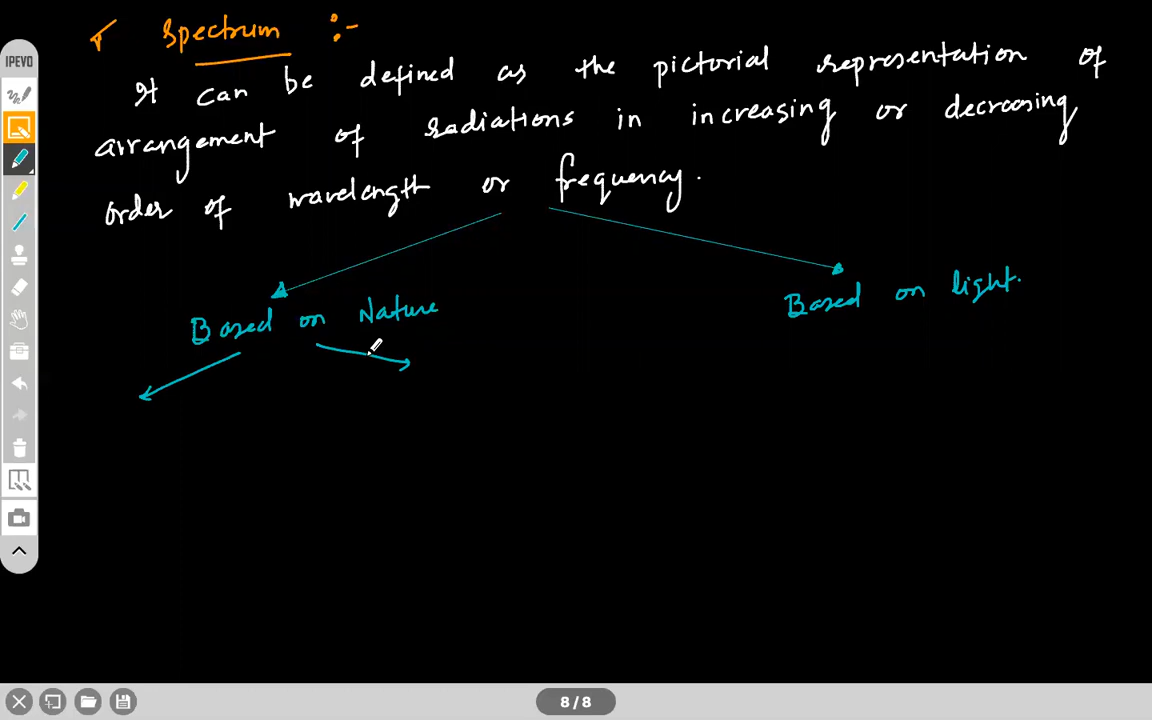 Spectrum :-
IPEVO
It can be defined as the pictorial representation of
arrangement of radiations in increasing or decreasing
order of wavelength or frequency.
Based on Nature
Based on light.
8/8